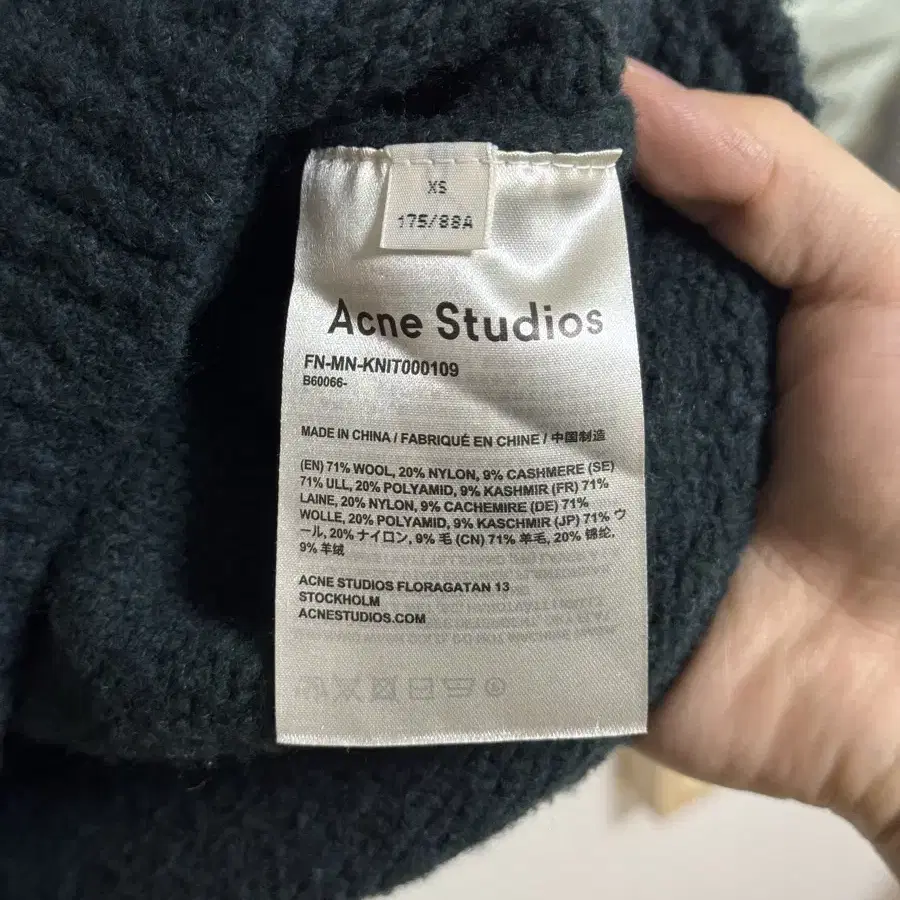 XS
175/88A
Acne Studios
FN-MN-KNIT000109
B60066-
MADE IN CHINA / FABRIQUÉ EN CHINE / 中国制造
(EN) 71% WOOL, 20% NYLON, 9% CASHMERE (SE)
71% ULL, 20% POLYAMID, 9% KASHMIR (FR) 71%
LAINE, 20% NYLON, 9% CACHEMIRE (DE) 71%
WOLLE, 20% POLYAMID, 9% KASCHMIR (JP) 71% ウ
ール, 20% ナイロン, 9% 毛 (CN) 71% 羊毛, 20% 锦纶,
9% 羊绒
ACNE STUDIOS FLORAGATAN 13
STOCKHOLM
ACNESTUDIOS.COM